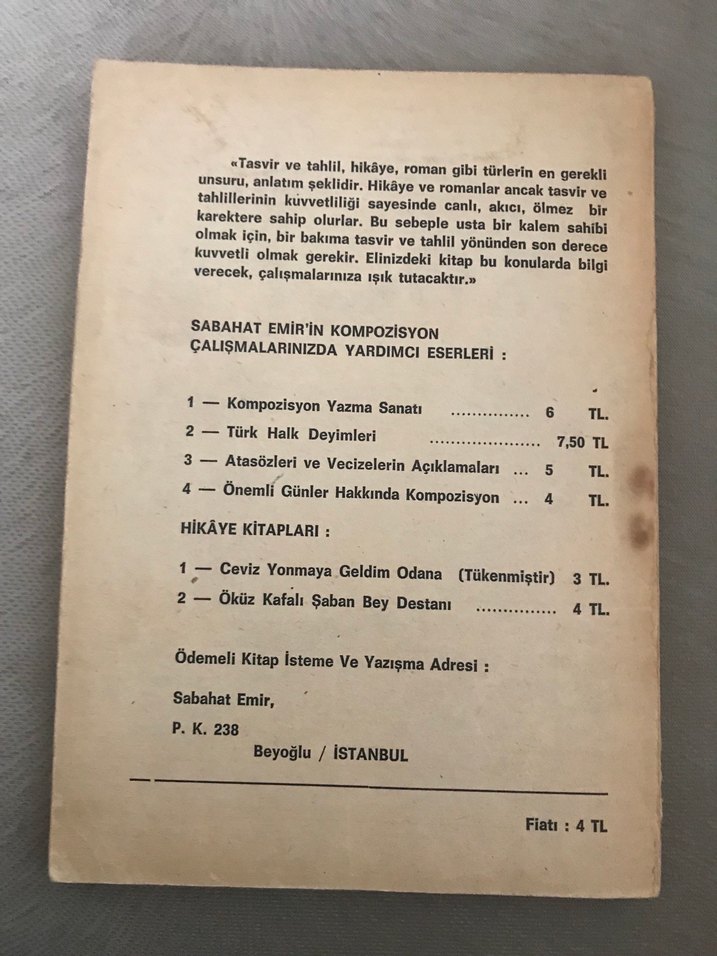 «Tasvir ve tahlil, hikâye, roman gibi türlerin en gerekli
unsuru, anlatım şeklidir. Hikâye ve romanlar ancak tasvir ve
tahlillerinin kuvvetliliği sayesinde canlı, akıcı, ölmez bir
karektere sahip olurlar. Bu sebeple usta bir kalem sahibi
olmak için, bir bakıma tasvir ve tahlil yönünden son derece
kuvvetli olmak gerekir. Elinizdeki kitap bu konularda bilgi
verecek, çalışmalarınıza ışık tutacaktır.»
SABAHAT EMİR'İN KOMPOZİSYON
ÇALIŞMALARINIZDA YARDIMCI ESERLERİ :
1 — Kompozisyon Yazma Sanatı ............... 6 TL.
2 — Türk Halk Deyimleri ..................... 7,50 TL
3 — Atasözleri ve Vecizelerin Açıklamaları ... 5 TL.
4 — Önemli Günler Hakkında Kompozisyon ... 4 TL.
HİKÂYE KİTAPLARI :
1 — Ceviz Yonmaya Geldim Odana (Tükenmiştir) 3 TL.
2 — Öküz Kafalı Şaban Bey Destanı ............... 4 TL.
Ödemeli Kitap İsteme Ve Yazışma Adresi :
Sabahat Emir,
P. K. 238
Beyoğlu / İSTANBUL
Fiatı : 4 TL